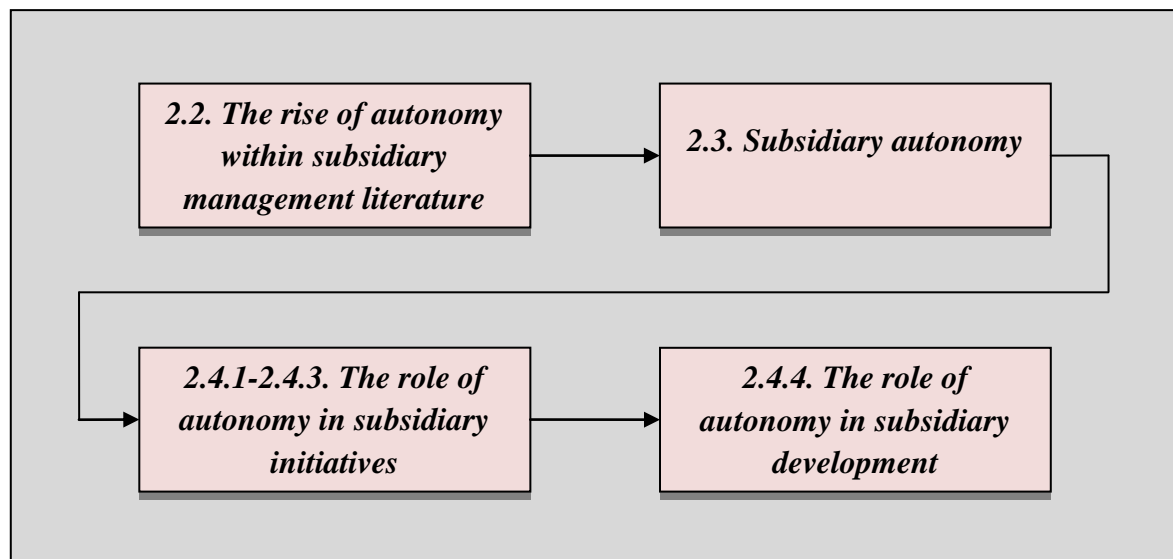 2.2. The rise of autonomy
within subsidiary
management literature
2.3. Subsidiary autonomy
2.4.1-2.4.3. The role of
autonomy in subsidiary
initiatives
2.4.4. The role of
autonomy in subsidiary
development